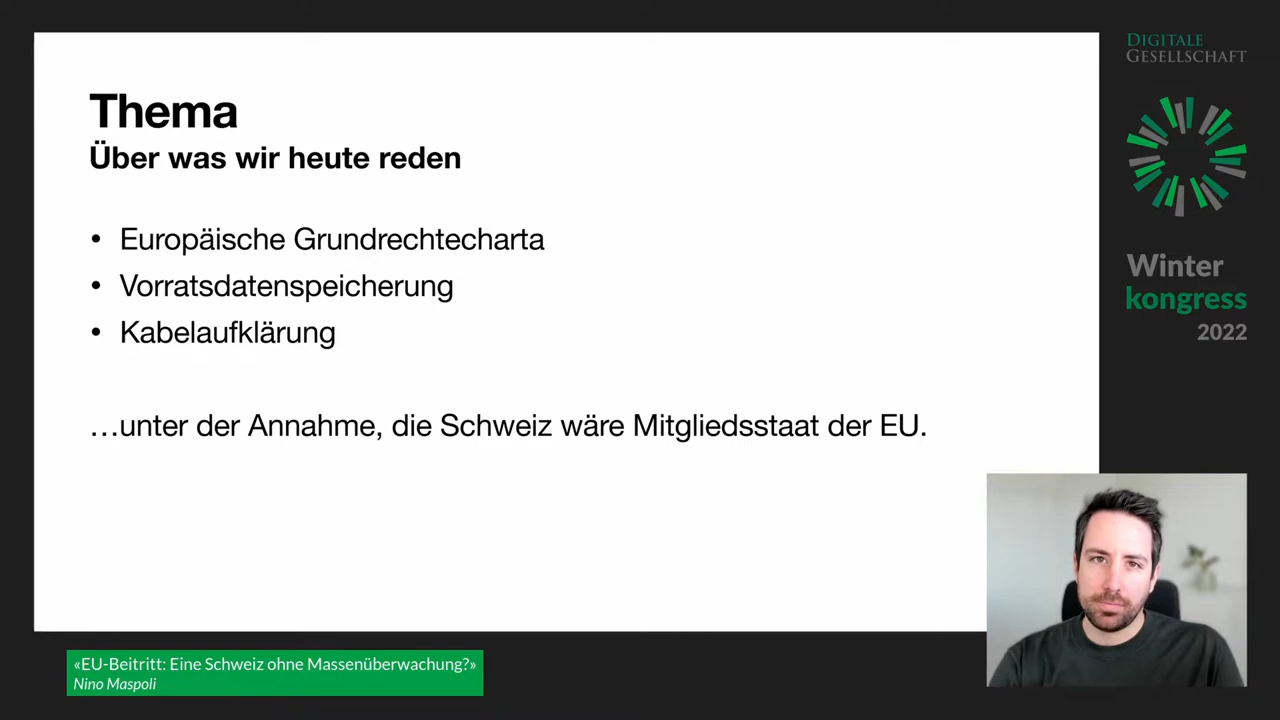 Thema
Über was wir heute reden
• Europäische Grundrechtecharta
• Vorratsdatenspeicherung
• Kabelaufklärung
…unter der Annahme, die Schweiz wäre Mitgliedsstaat der EU.
DIGITALE
GESELLSCHAFT
Winter
kongress
2022
«EU-Beitritt: Eine Schweiz ohne Massenüberwachung?»
Nino Maspoli